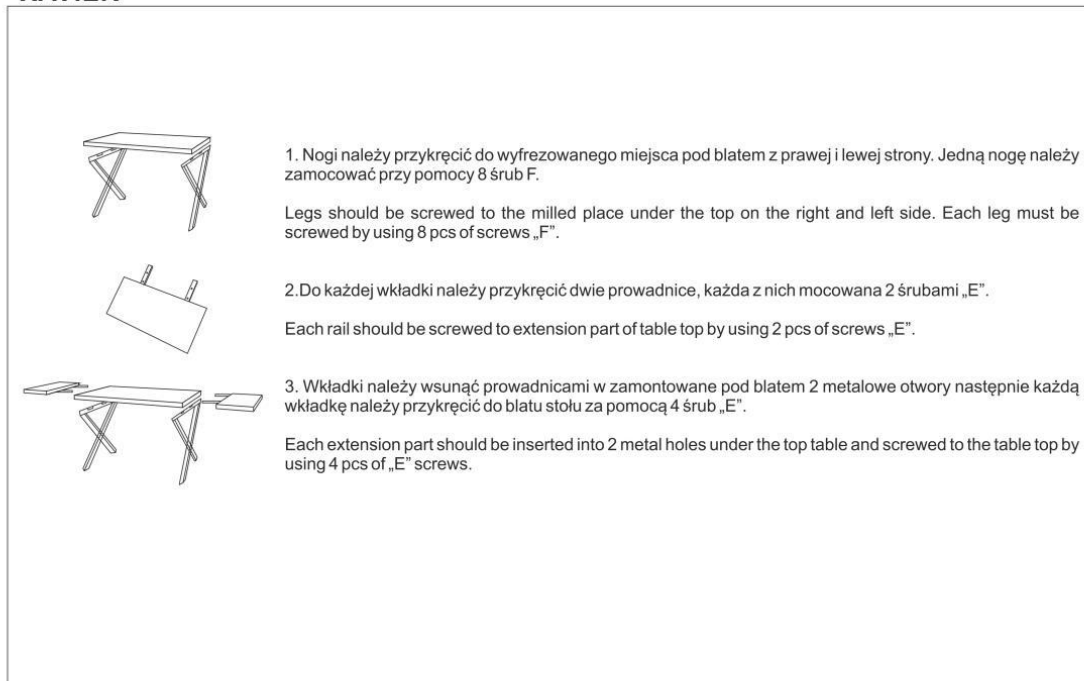 1. Nogi należy przykręcić do wyfrezowanego miejsca pod blatem z prawej i lewej strony. Jedną nogę należy
zamocować przy pomocy 8 śrub F.
Legs should be screwed to the milled place under the top on the right and left side. Each leg must be
screwed by using 8 pcs of screws „F”.
2.Do każdej wkładki należy przykręcić dwie prowadnice, każda z nich mocowana 2 śrubami „E”.
Each rail should be screwed to extension part of table top by using 2 pcs of screws „E”.
3. Wkładki należy wsunąć prowadnicami w zamontowane pod blatem 2 metalowe otwory następnie każdą
wkładkę należy przykręcić do blatu stołu za pomocą 4 śrub „E”.
Each extension part should be inserted into 2 metal holes under the top table and screwed to the table top by
using 4 pcs of „E” screws.